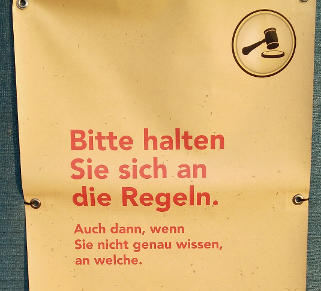 Bitte halten
Sie sich an
die Regeln.
Auch dann, wenn
Sie nicht genau wissen,
an welche.